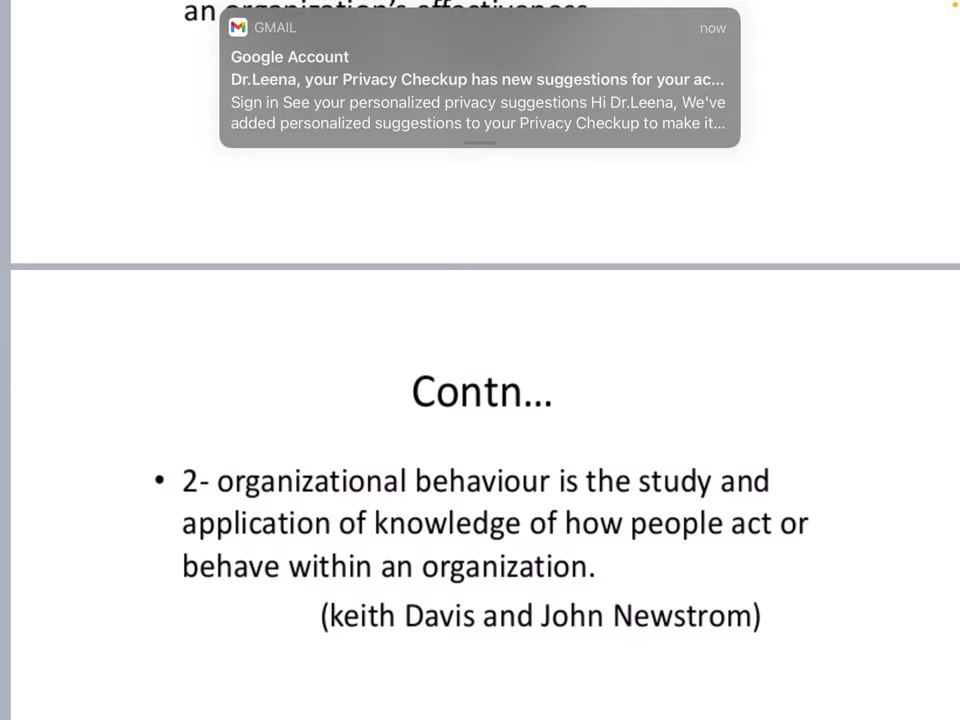 an organization's effectiveness.
GMAIL
now
Google Account
Dr.Leena, your Privacy Checkup has new suggestions for your ac...
Sign in See your personalized privacy suggestions Hi Dr.Leena, We've
added personalized suggestions to your Privacy Checkup to make it...
Contn...
• 2- organizational behaviour is the study and
application of knowledge of how people act or
behave within an organization.
(keith Davis and John Newstrom)